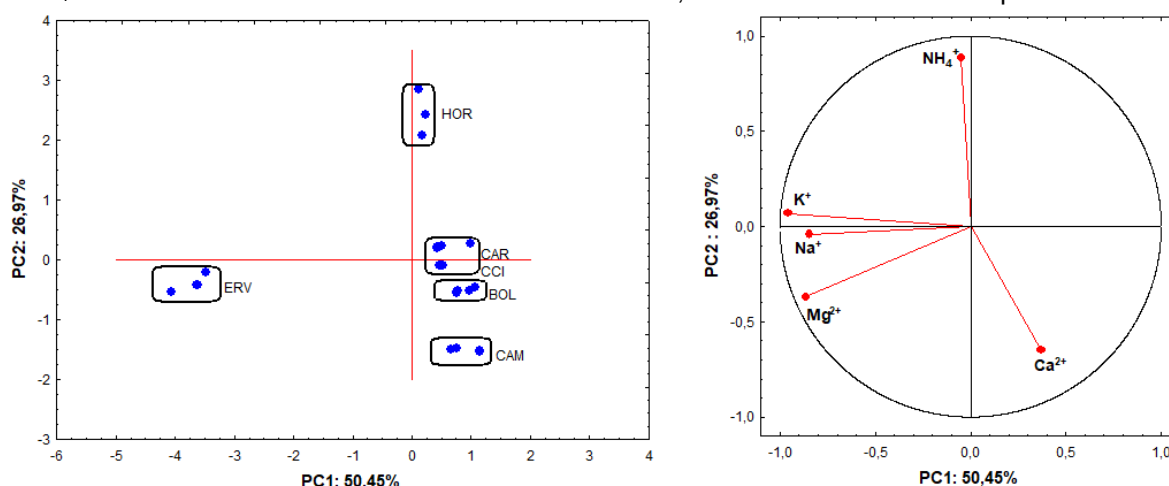 4
3
2
1
0
-1
-2
-3
-6 -5 -4 -3 -2 -1 0 1 2 3 4
PC2: 26,97%
PC1: 50,45%
HOR
CAR
CCI
BOL
CAM
ERV
1,0
0,5
0,0
-0,5
-1,0
-1,0 -0,5 0,0 0,5 1,0
PC2 : 26,97%
PC1: 50,45%
NH₄⁺
K⁺
Na⁺
Mg²⁺
Ca²⁺